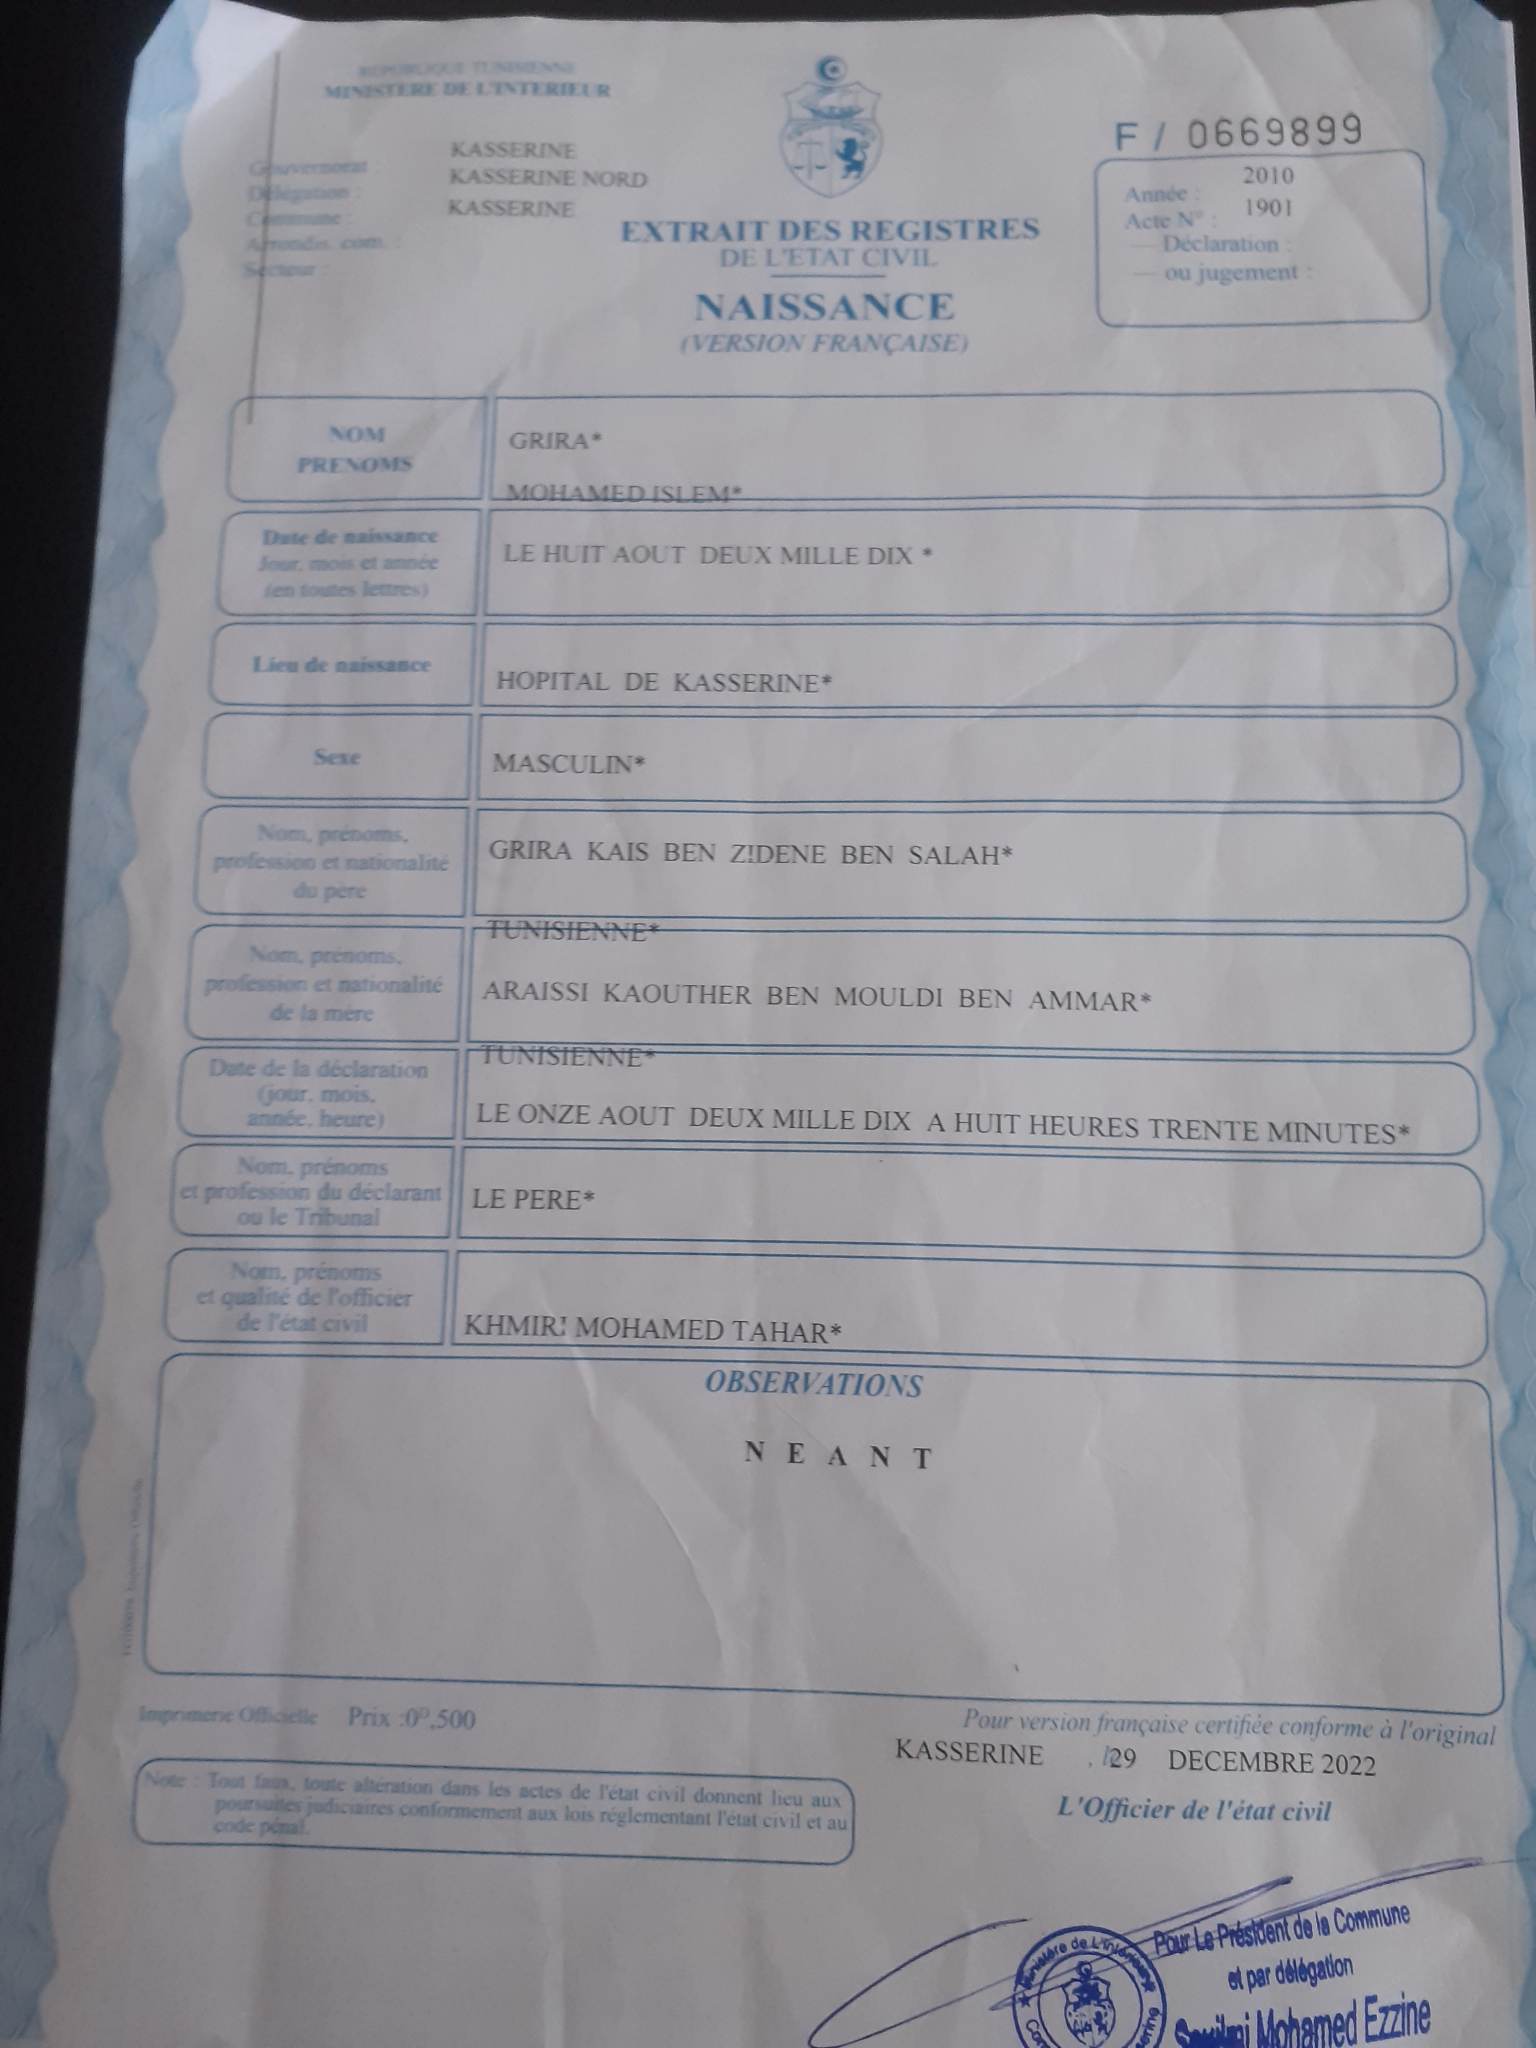 REPUBLIQUE TUNISIENNE
MINISTERE DE L'INTERIEUR
Gouvernorat : KASSERINE
Délégation : KASSERINE NORD
Commune : KASSERINE
Arrondis. com. :
Secteur :
F / 0669899
Année : 2010
Acte N° : 1901
— Déclaration :
— ou jugement :
EXTRAIT DES REGISTRES
DE L'ETAT CIVIL
NAISSANCE
(VERSION FRANÇAISE)
NOM
PRENOMS
GRIRA*
MOHAMED ISLEM*
Date de naissance
Jour, mois et année
(en toutes lettres)
LE HUIT AOUT DEUX MILLE DIX *
Lieu de naissance
HOPITAL DE KASSERINE*
Sexe
MASCULIN*
Nom, prénoms,
profession et nationalité
du père
GRIRA KAIS BEN ZIDENE BEN SALAH*
TUNISIENNE*
Nom, prénoms,
profession et nationalité
de la mère
ARAISSI KAOUTHER BEN MOULDI BEN AMMAR*
TUNISIENNE*
Date de la déclaration
(jour, mois,
année, heure)
LE ONZE AOUT DEUX MILLE DIX A HUIT HEURES TRENTE MINUTES*
Nom, prénoms
et profession du déclarant
ou le Tribunal
LE PERE*
Nom, prénoms
et qualité de l'officier
de l'état civil
KHMIRI MOHAMED TAHAR*
OBSERVATIONS
N E A N T
Imprimerie Officielle Prix :0ᴰ,500
Pour version française certifiée conforme à l'original
KASSERINE , 29 DECEMBRE 2022
L'Officier de l'état civil
Note : Tout faux, toute altération dans les actes de l'état civil donnent lieu aux
poursuites judiciaires conformement aux lois réglementant l'état civil et au
code pénal.
Ministère de L'intérieur
Pour Le Président de la Commune
et par délégation
Mohamed Ezzine